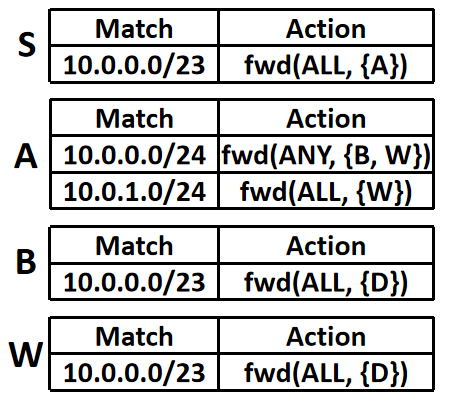 S
Match Action
10.0.0.0/23 fwd(ALL, {A})
A
Match Action
10.0.0.0/24 fwd(ANY, {B, W})
10.0.1.0/24 fwd(ALL, {W})
B
Match Action
10.0.0.0/23 fwd(ALL, {D})
W
Match Action
10.0.0.0/23 fwd(ALL, {D})